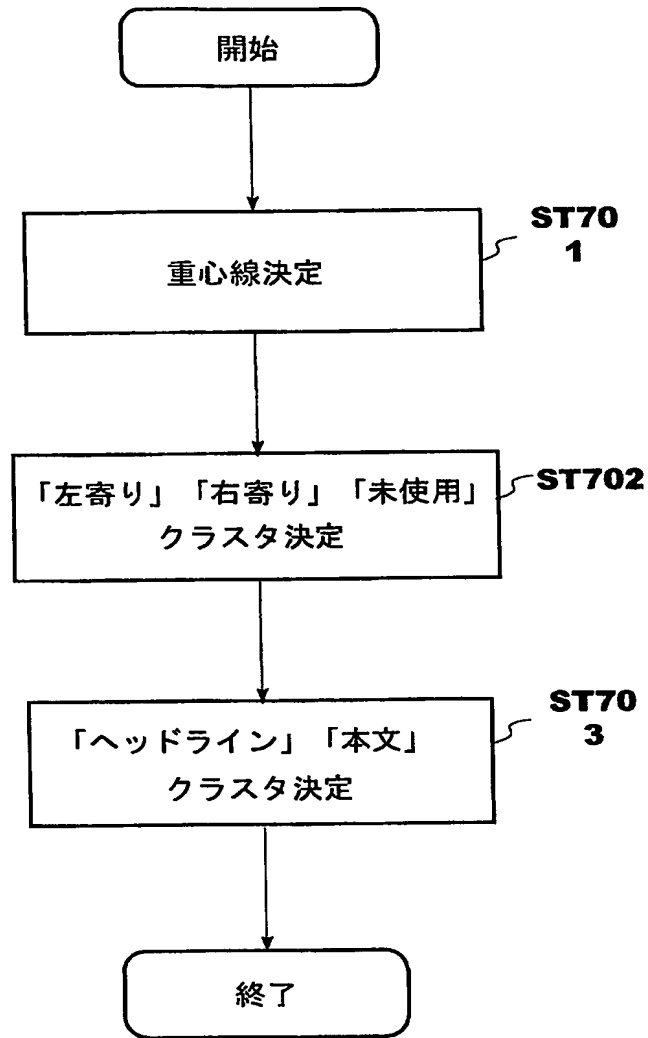 開始
重心線決定
ST70
1
「左寄り」「右寄り」「未使用」
クラスタ決定
ST702
「ヘッドライン」「本文」
クラスタ決定
ST70
3
終了